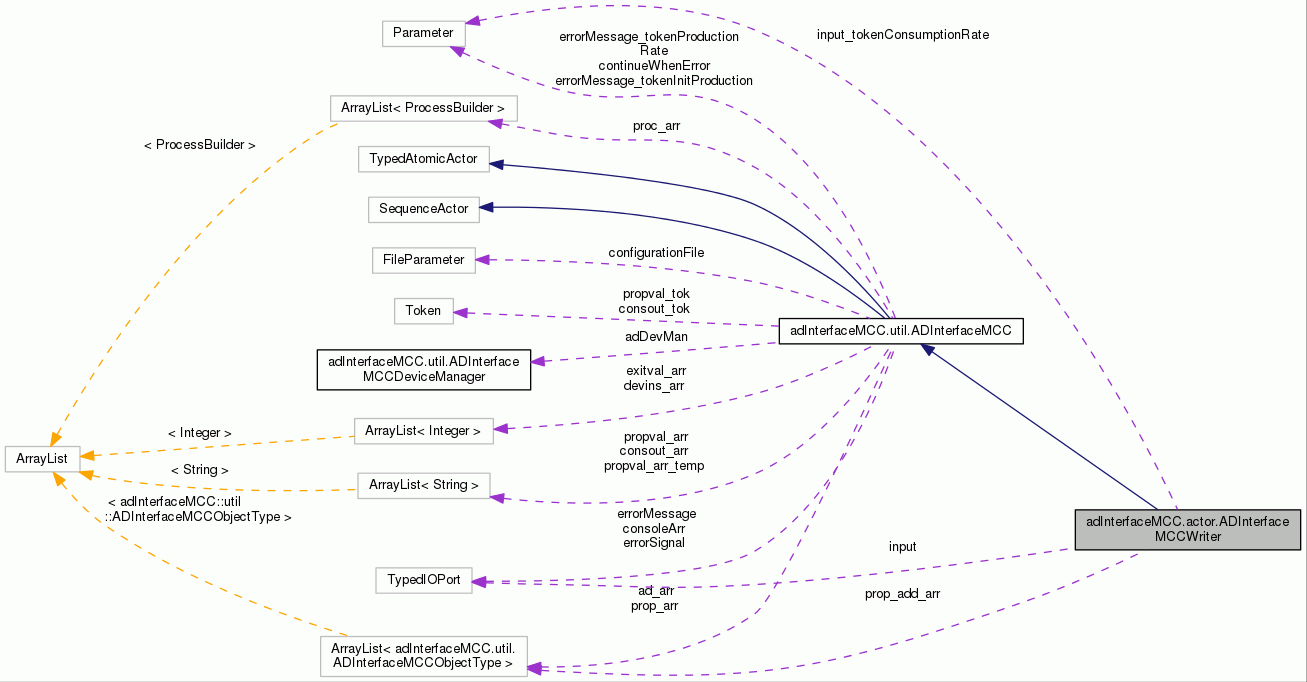 Parameter
input_tokenConsumptionRate
errorMessage_tokenProduction
Rate
continueWhenError
errorMessage_tokenInitProduction
ArrayList< ProcessBuilder >
proc_arr
< ProcessBuilder >
TypedAtomicActor
SequenceActor
configurationFile
FileParameter
propval_tok
consout_tok
Token
adInterfaceMCC.util.ADInterfaceMCC
adDevMan
adInterfaceMCC.util.ADInterface
MCCDeviceManager
exitval_arr
devins_arr
ArrayList< Integer >
< Integer >
propval_arr
consout_arr
propval_arr_temp
ArrayList
< String >
ArrayList< String >
< adInterfaceMCC::util
::ADInterfaceMCCObjectType >
errorMessage
consoleArr
errorSignal
adInterfaceMCC.actor.ADInterface
MCCWriter
input
TypedIOPort
ad_arr
prop_arr
prop_add_arr
ArrayList< adInterfaceMCC.util.
ADInterfaceMCCObjectType >